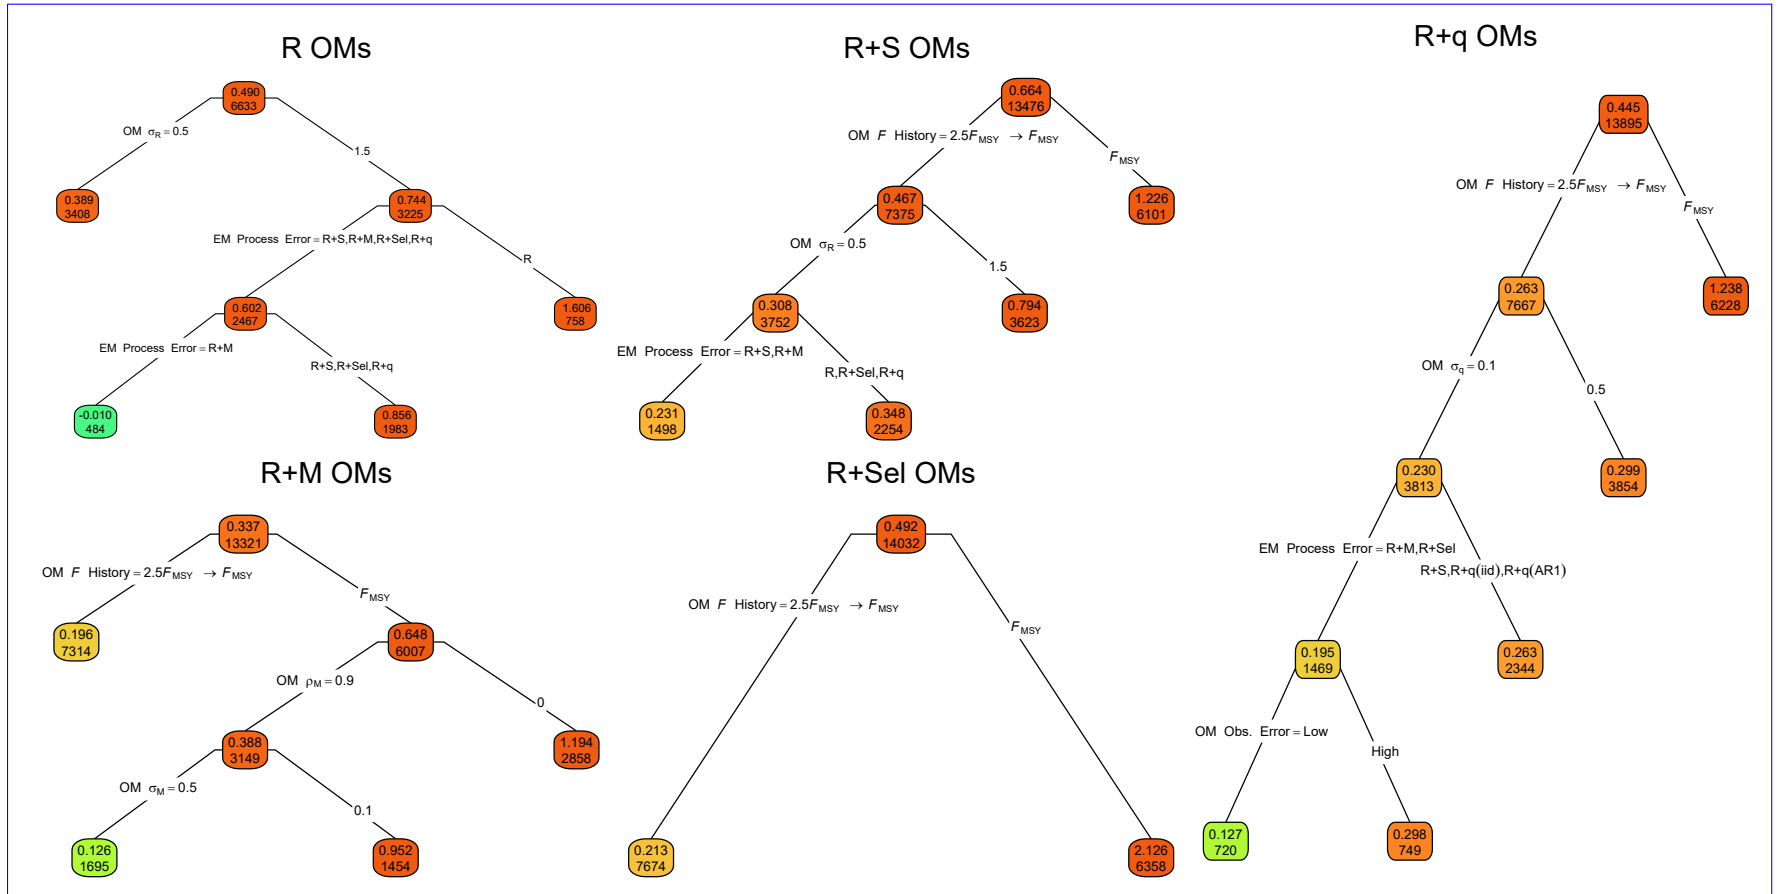 R OMs
0.490
6633
OM σR = 0.5
1.5
0.389
3408
0.744
3225
EM Process Error = R+S,R+M,R+Sel,R+q
R
0.602
2467
1.606
758
EM Process Error = R+M
R+S,R+Sel,R+q
-0.010
484
0.856
1983
R+S OMs
0.664
13476
OM F History = 2.5FMSY → FMSY
FMSY
0.467
7375
1.226
6101
OM σR = 0.5
1.5
0.308
3752
0.794
3623
EM Process Error = R+S,R+M
R,R+Sel,R+q
0.231
1498
0.348
2254
R+q OMs
0.445
13895
OM F History = 2.5FMSY → FMSY
FMSY
0.263
7667
1.238
6228
OM σq = 0.1
0.5
0.230
3813
0.299
3854
EM Process Error = R+M,R+Sel
R+S,R+q(iid),R+q(AR1)
0.195
1469
0.263
2344
OM Obs. Error = Low
High
0.127
720
0.298
749
R+M OMs
0.337
13321
OM F History = 2.5FMSY → FMSY
FMSY
0.196
7314
0.648
6007
OM ρM = 0.9
0
0.388
3149
1.194
2858
OM σM = 0.5
0.1
0.126
1695
0.952
1454
R+Sel OMs
0.492
14032
OM F History = 2.5FMSY → FMSY
FMSY
0.213
7674
2.126
6358